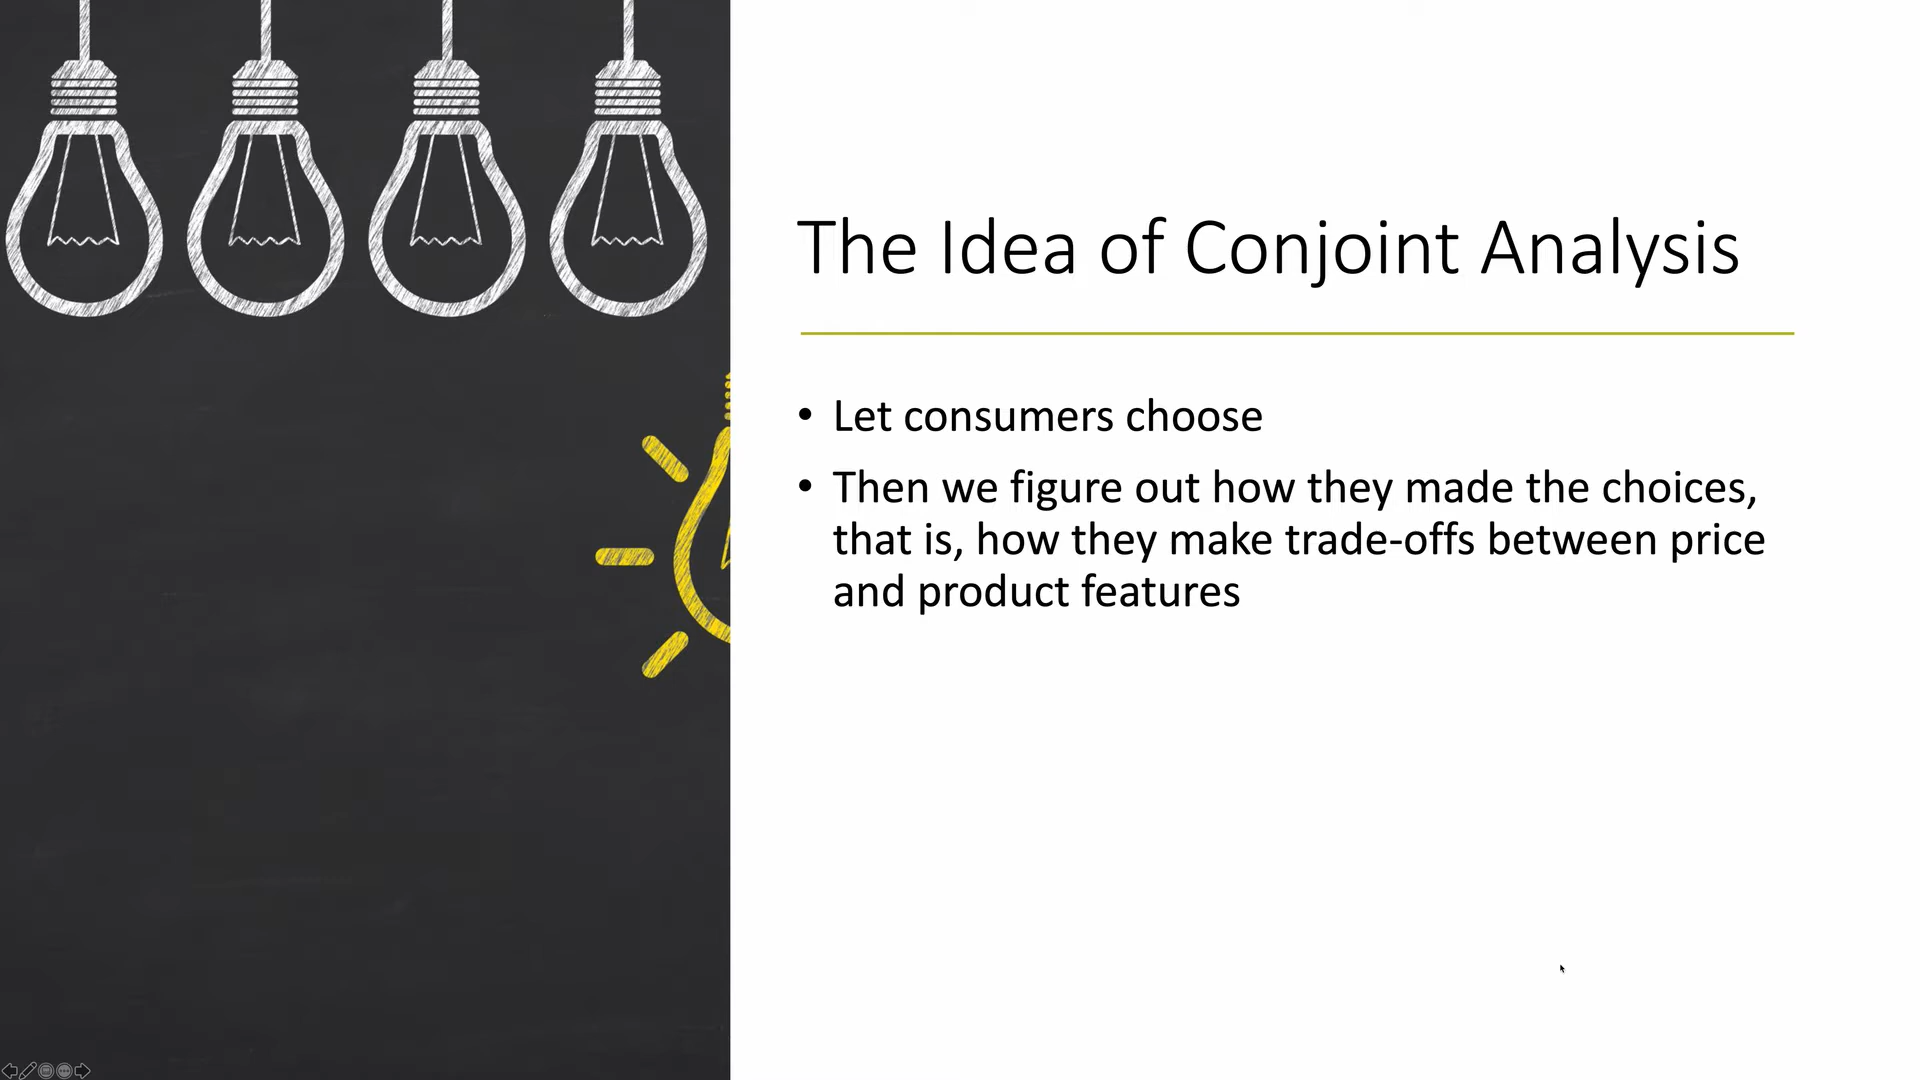 The Idea of Conjoint Analysis
• Let consumers choose
• Then we figure out how they made the choices,
that is, how they make trade-offs between price
and product features